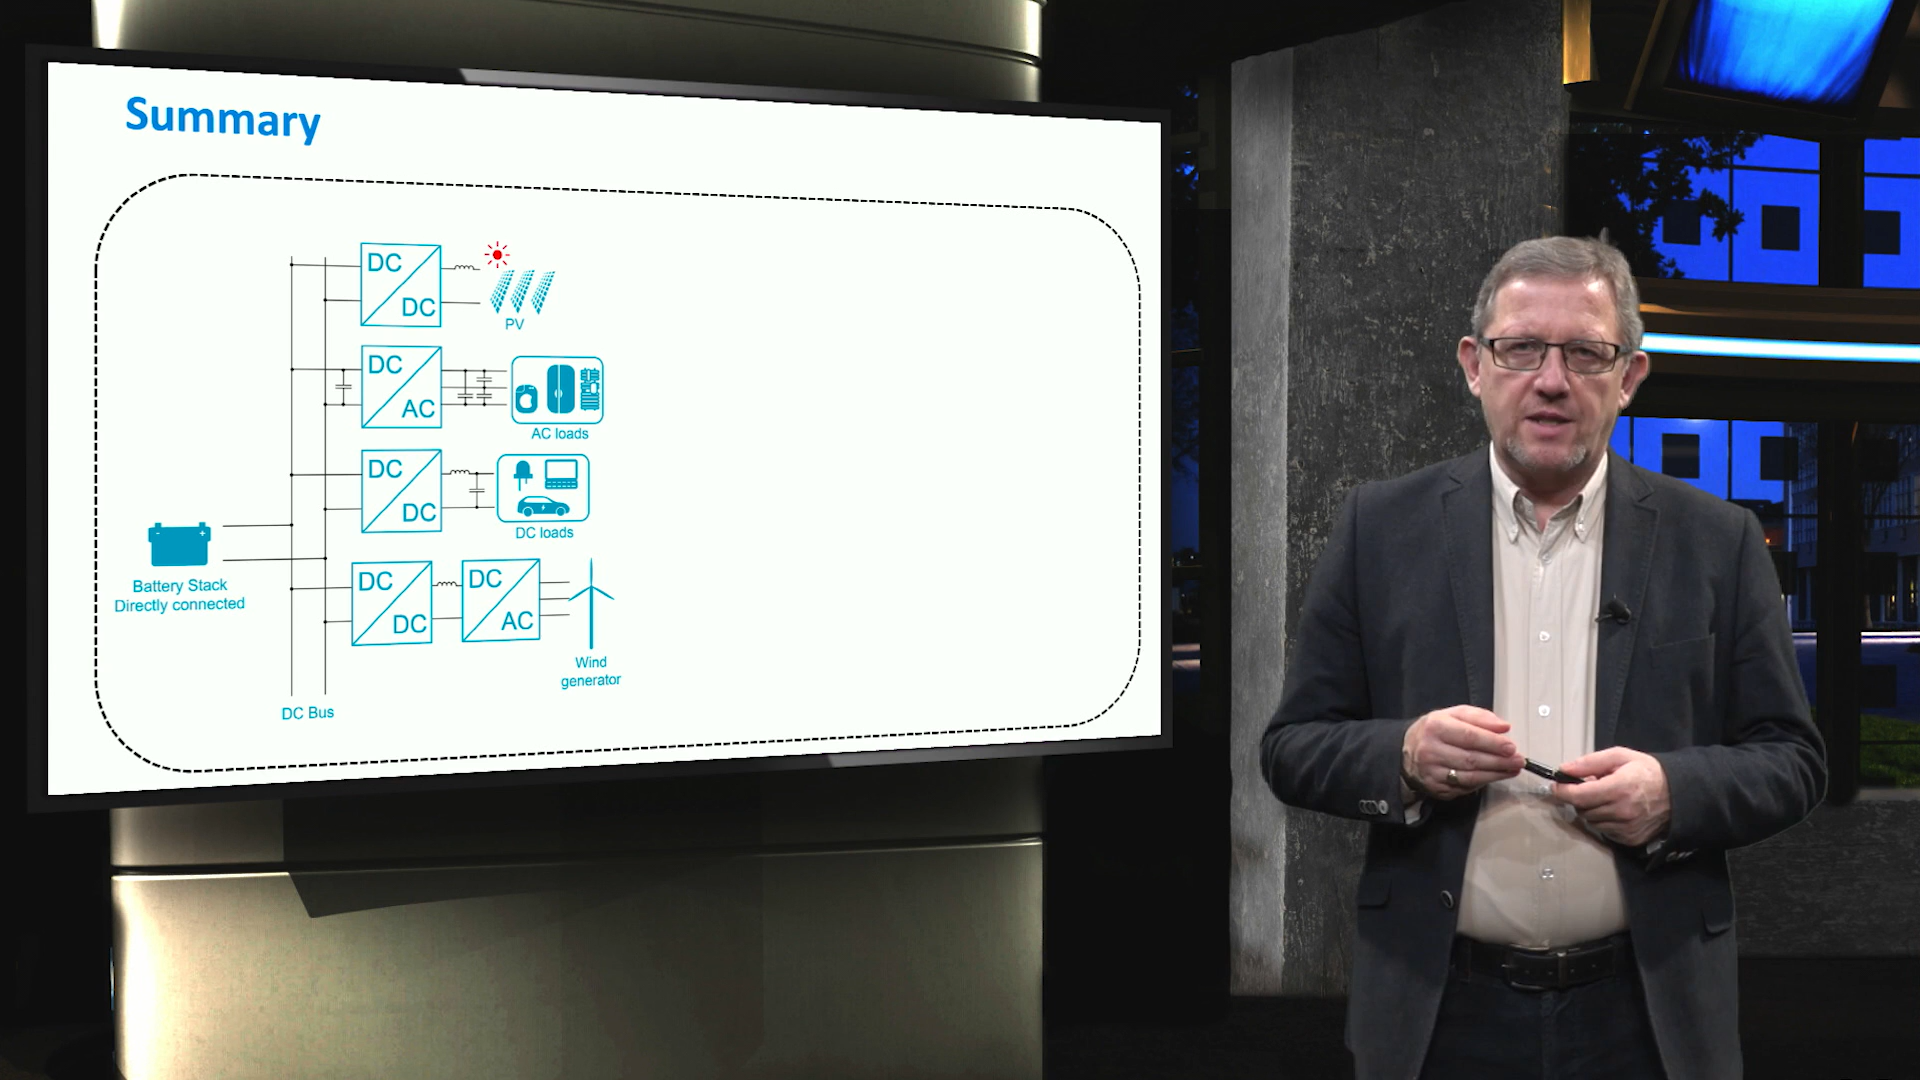 Summary
DC
DC
PV
DC
AC
AC loads
DC
DC
DC loads
Battery Stack
Directly connected
DC
DC
DC
AC
Wind
generator
DC Bus